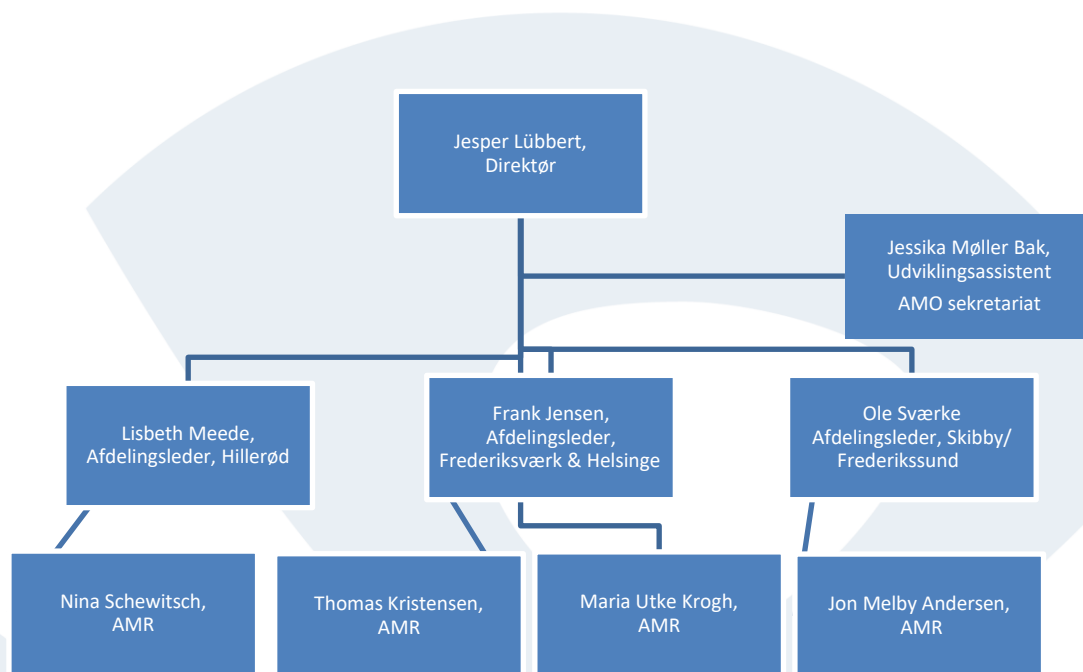 Jesper Lübbert,
Direktør
Jessika Møller Bak,
Udviklingsassistent
AMO sekretariat
Lisbeth Meede,
Afdelingsleder, Hillerød
Frank Jensen,
Afdelingsleder,
Frederiksværk & Helsinge
Ole Sværke
Afdelingsleder, Skibby/
Frederikssund
Nina Schewitsch,
AMR
Thomas Kristensen,
AMR
Maria Utke Krogh,
AMR
Jon Melby Andersen,
AMR